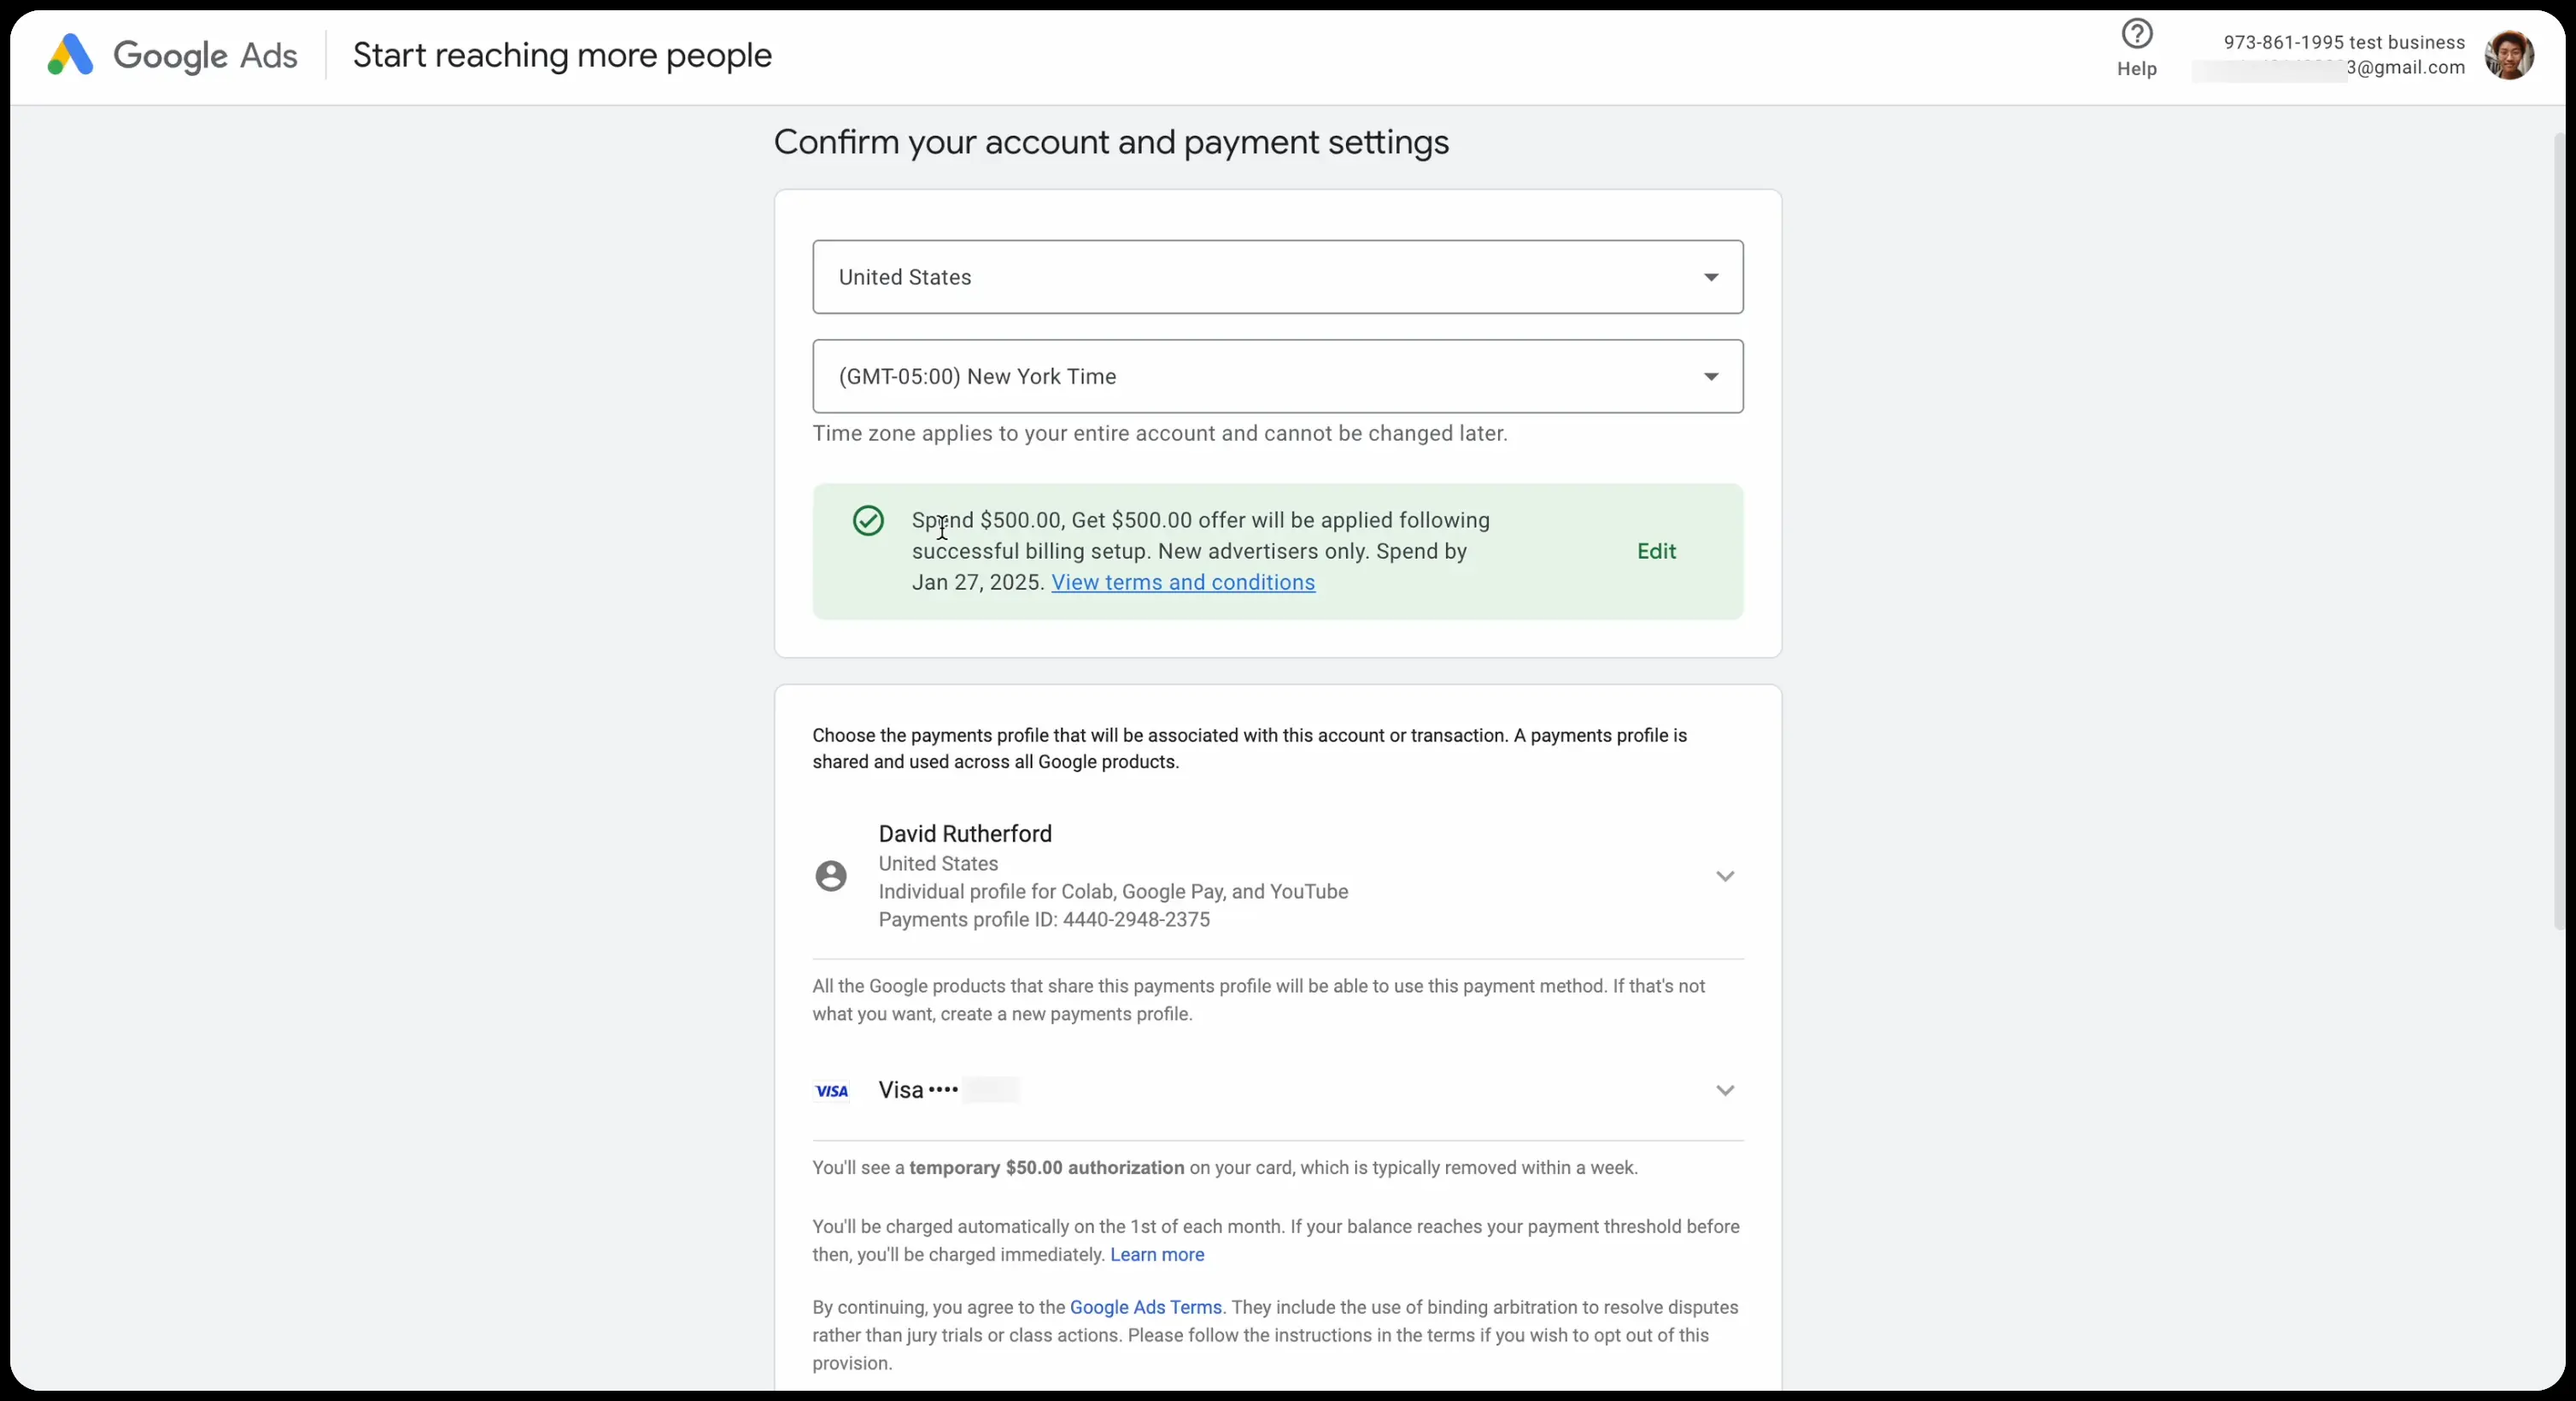 Google Ads
Start reaching more people
Help
973-861-1995 test business
3@gmail.com
Confirm your account and payment settings
United States
(GMT-05:00) New York Time
Time zone applies to your entire account and cannot be changed later.
Spend $500.00, Get $500.00 offer will be applied following
successful billing setup. New advertisers only. Spend by
Jan 27, 2025. View terms and conditions
Edit
Choose the payments profile that will be associated with this account or transaction. A payments profile is
shared and used across all Google products.
David Rutherford
United States
Individual profile for Colab, Google Pay, and YouTube
Payments profile ID: 4440-2948-2375
All the Google products that share this payments profile will be able to use this payment method. If that's not
what you want, create a new payments profile.
VISA
Visa ••••
You'll see a temporary $50.00 authorization on your card, which is typically removed within a week.
You'll be charged automatically on the 1st of each month. If your balance reaches your payment threshold before
then, you'll be charged immediately. Learn more
By continuing, you agree to the Google Ads Terms. They include the use of binding arbitration to resolve disputes
rather than jury trials or class actions. Please follow the instructions in the terms if you wish to opt out of this
provision.